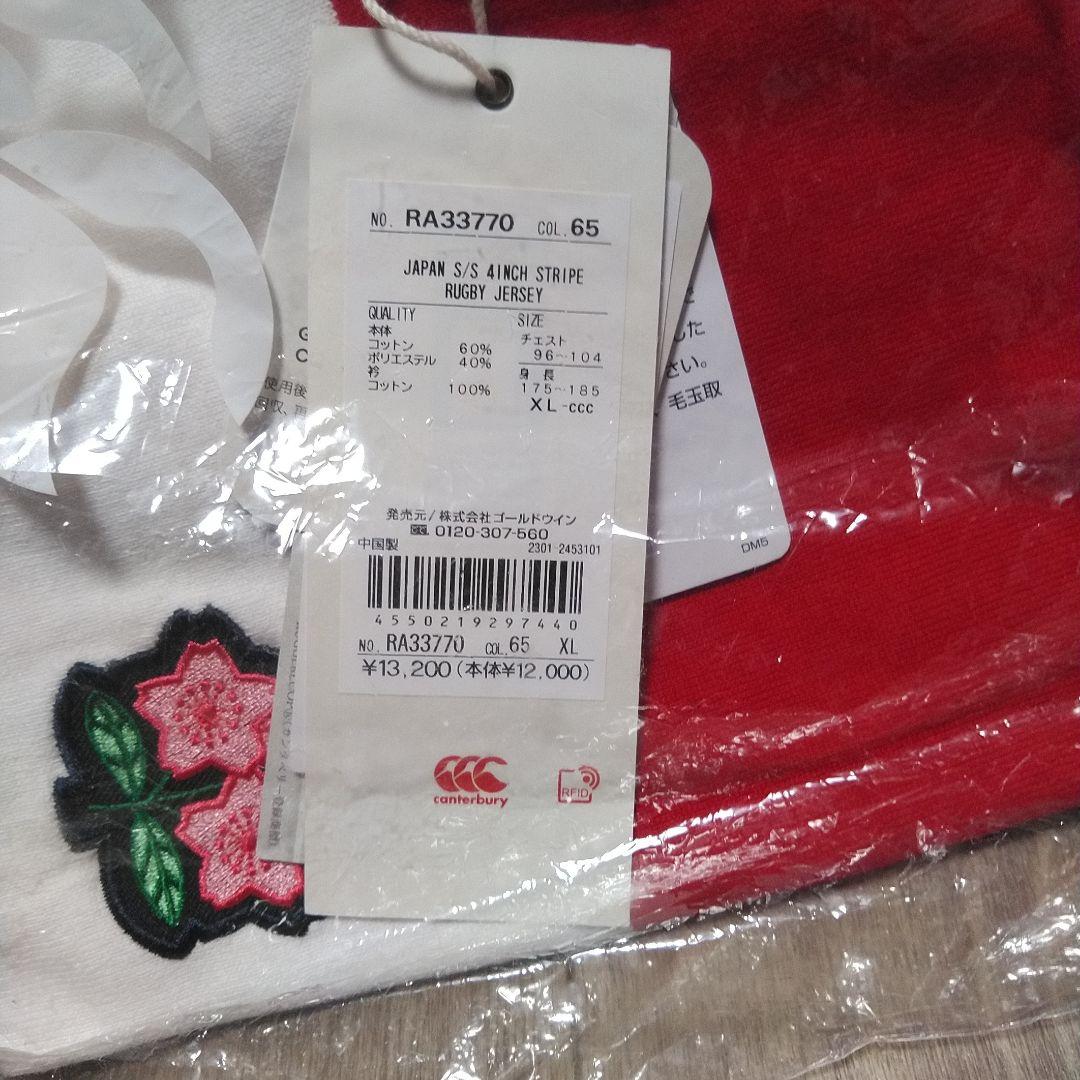 NO. RA33770 COL. 65
JAPAN S/S 4INCH STRIPE
RUGBY JERSEY
QUALITY
本体
コットン 60%
ポリエステル 40%
衿
コットン 100%
SIZE
チェスト
96～104
身長
175～185
XL-ccc
発売元/株式会社ゴールドウイン
0120-307-560
中国製 2301-2453101
4550219297440
NO. RA33770 COL. 65 XL
¥13,200(本体¥12,000)
canterbury
RFID
した
さい。
毛玉取
DM5
使用後